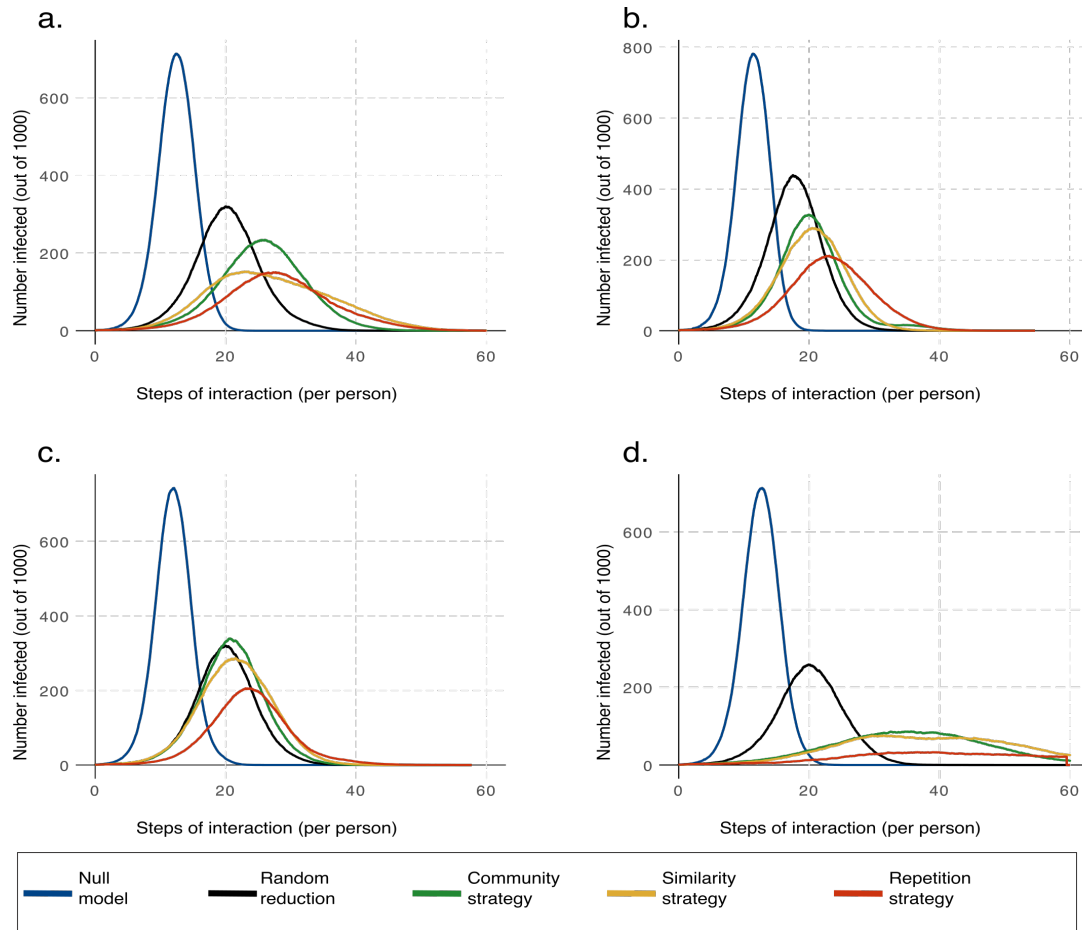 a.
600
400
200
0
0 20 40 60
Number infected (out of 1000)
Steps of interaction (per person)
b.
800
600
400
200
0
0 20 40 60
Number infected (out of 1000)
Steps of interaction (per person)
c.
600
400
200
0
0 20 40 60
Number infected (out of 1000)
Steps of interaction (per person)
d.
600
400
200
0
0 20 40 60
Number infected (out of 1000)
Steps of interaction (per person)
Null
model
Random
reduction
Community
strategy
Similarity
strategy
Repetition
strategy